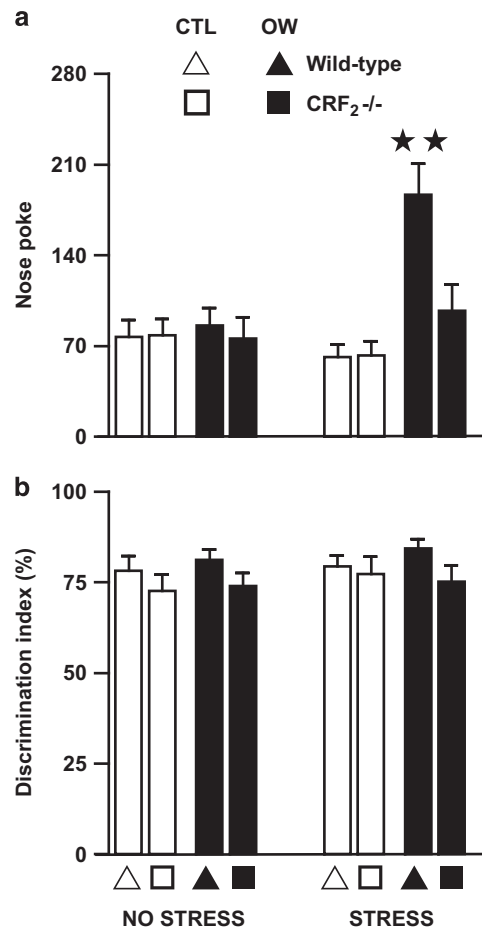 a
CTL OW
Wild-type
CRF2 -/-
280
210
140
70
0
Nose poke
b
100
75
50
25
0
Discrimination index (%)
NO STRESS STRESS